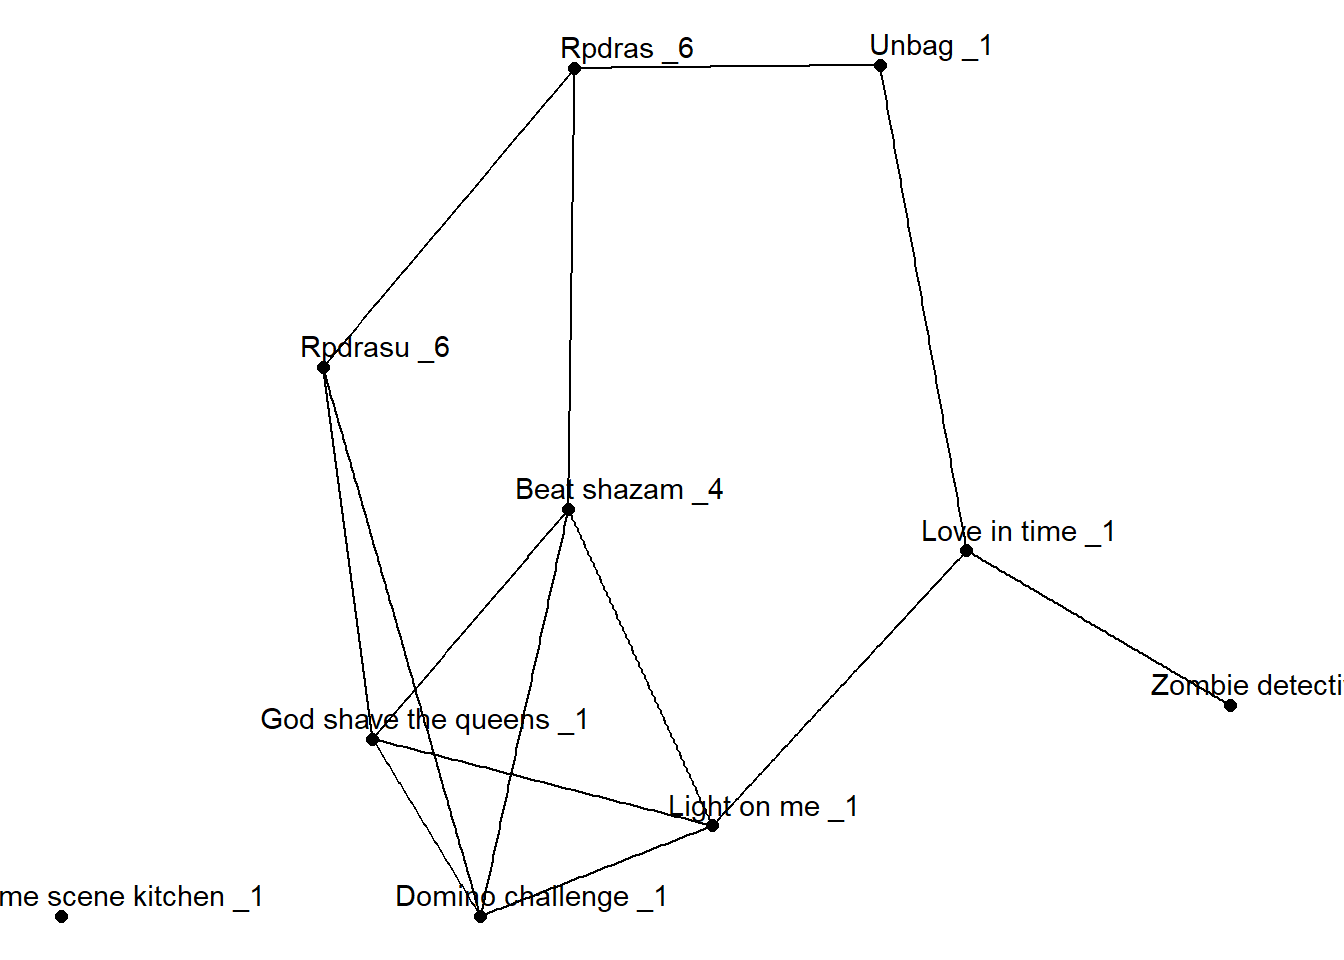 Rpdras _6
Unbag _1
Rpdrasu _6
Beat shazam _4
Love in time _1
Zombie detecti
God shave the queens _1
Light on me _1
me scene kitchen _1
Domino challenge _1